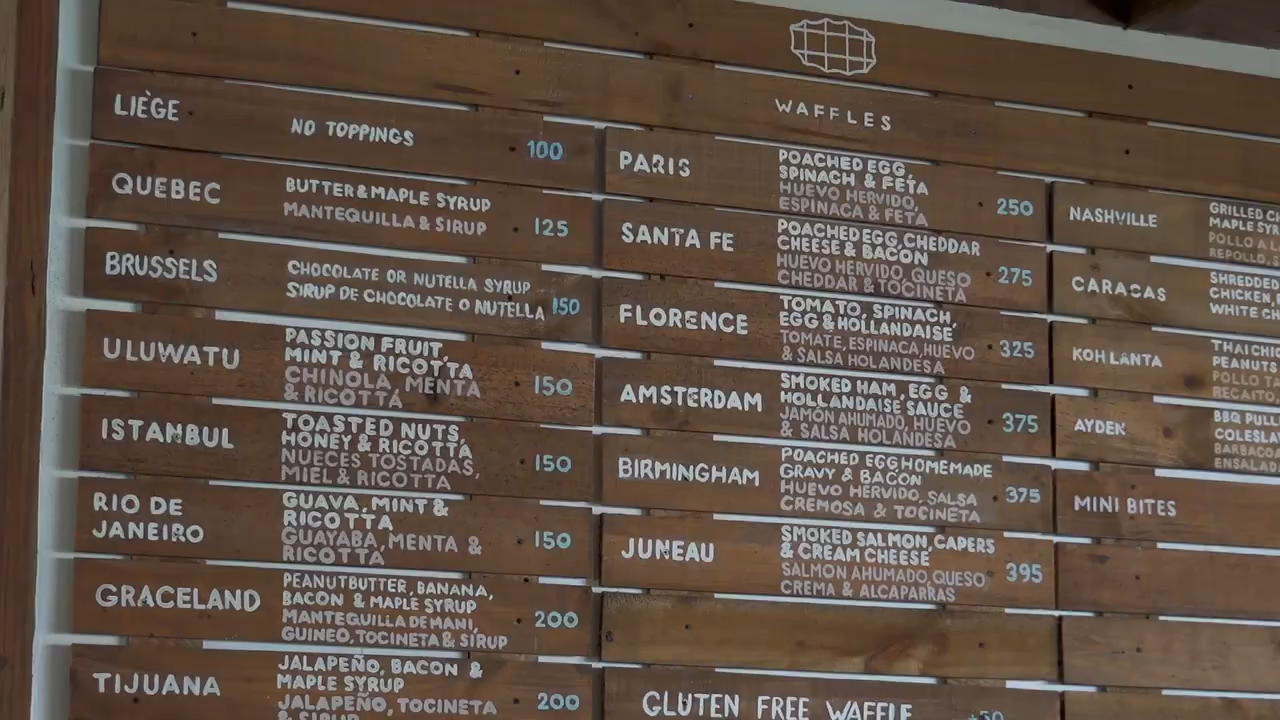 WAFFLES
LIÈGE
NO TOPPINGS
100
QUEBEC
BUTTER & MAPLE SYRUP
MANTEQUILLA & SIRUP
125
BRUSSELS
CHOCOLATE OR NUTELLA SYRUP
SIRUP DE CHOCOLATE O NUTELLA
150
ULUWATU
PASSION FRUIT,
MINT & RICOTTA
CHINOLA, MENTA
& RICOTTA
150
ISTANBUL
TOASTED NUTS,
HONEY & RICOTTA
NUECES TOSTADAS,
MIEL & RICOTTA
150
RIO DE
JANEIRO
GUAVA, MINT &
RICOTTA
GUAYABA, MENTA &
RICOTTA
150
GRACELAND
PEANUTBUTTER, BANANA,
BACON & MAPLE SYRUP
MANTEGUILLA DE MANI,
GUINEO, TOCINETA & SIRUP
200
TIJUANA
JALAPEÑO, BACON &
MAPLE SYRUP
JALAPEÑO, TOCINETA
& SIRUP
200
PARIS
POACHED EGG,
SPINACH & FETA
HUEVO HERVIDO,
ESPINACA & FETA
250
SANTA FE
POACHED EGG, CHEDDAR
CHEESE & BACON
HUEVO HERVIDO, QUESO
CHEDDAR & TOCINETA
275
FLORENCE
TOMATO, SPINACH,
EGG & HOLLANDAISE
TOMATE, ESPINACA, HUEVO
& SALSA HOLANDESA
325
AMSTERDAM
SMOKED HAM, EGG &
HOLLANDAISE SAUCE
JAMÓN AHUMADO, HUEVO
& SALSA HOLANDESA
375
BIRMINGHAM
POACHED EGG HOMEMADE
GRAVY & BACON
HUEVO HERVIDO, SALSA
CREMOSA & TOCINETA
375
JUNEAU
SMOKED SALMON, CAPERS
& CREAM CHEESE
SALMON AHUMADO, QUESO
CREMA & ALCAPARRAS
395
GLUTEN FREE WAFFLE
+50
NASHVILLE
GRILLED C
MAPLE SYR
POLLO A L
REPOLLO, S
CARACAS
SHREDDED
CHICKEN,
WHITE CH
KOH LANTA
THAI CHIC
PEANUTS
POLLO TA
RECAITO,
AYDEN
BBQ PULL
COLESLA
BARBACOA
ENSALAD
MINI BITES